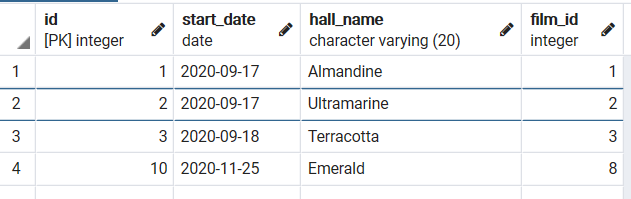 id start_date hall_name film_id
[PK] integer date character varying (20) integer
1 1 2020-09-17 Almandine 1
2 2 2020-09-17 Ultramarine 2
3 3 2020-09-18 Terracotta 3
4 10 2020-11-25 Emerald 8